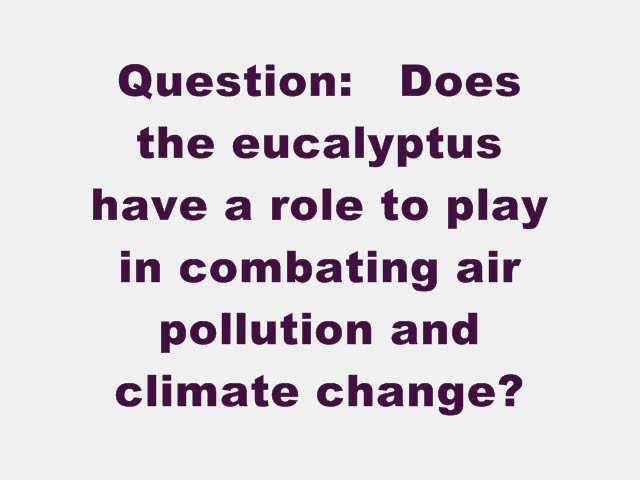 Question:   Does
the eucalyptus
have a role to play
in combating air
pollution and
climate change?